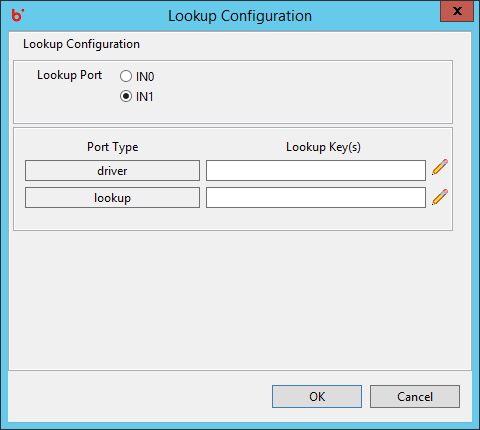 Lookup Configuration
Lookup Configuration
Lookup Port
IN0
IN1
Port Type Lookup Key(s)
driver
lookup
OK Cancel